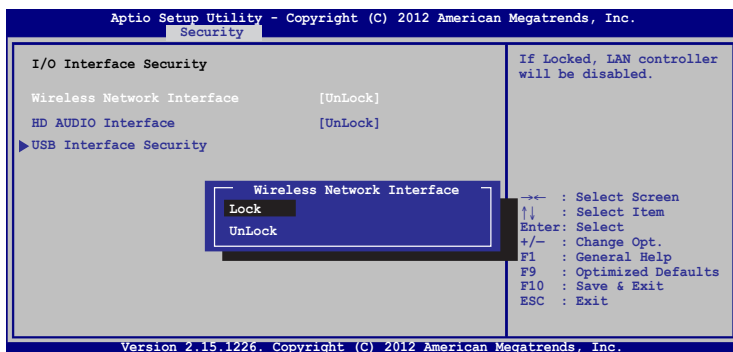 Aptio Setup Utility - Copyright (C) 2012 American Megatrends, Inc.
Security
I/O Interface Security
Wireless Network Interface [UnLock]
HD AUDIO Interface [UnLock]
USB Interface Security
Wireless Network Interface
Lock
UnLock
If Locked, LAN controller
will be disabled.
→← : Select Screen
↑↓ : Select Item
Enter: Select
+/— : Change Opt.
F1 : General Help
F9 : Optimized Defaults
F10 : Save & Exit
ESC : Exit
Version 2.15.1226. Copyright (C) 2012 American Megatrends, Inc.